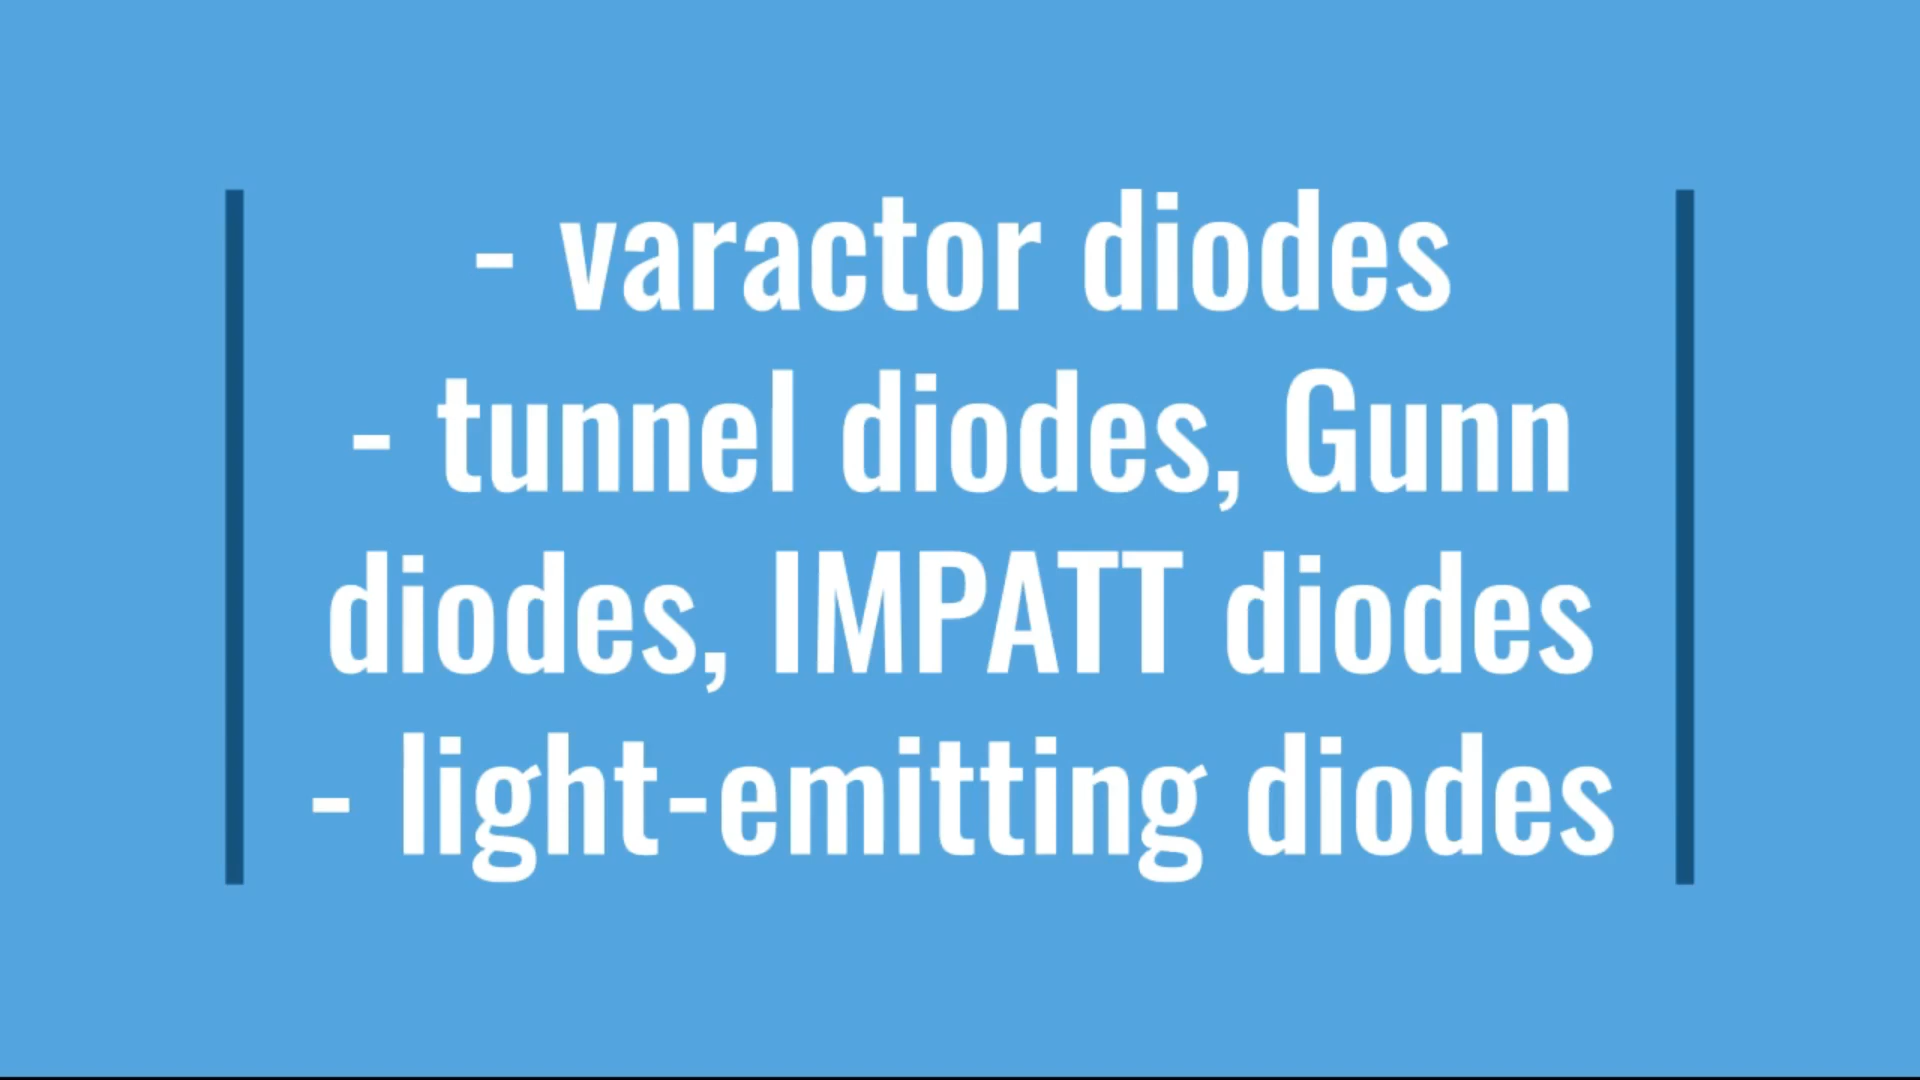 - varactor diodes
- tunnel diodes, Gunn
diodes, IMPATT diodes
- light-emitting diodes